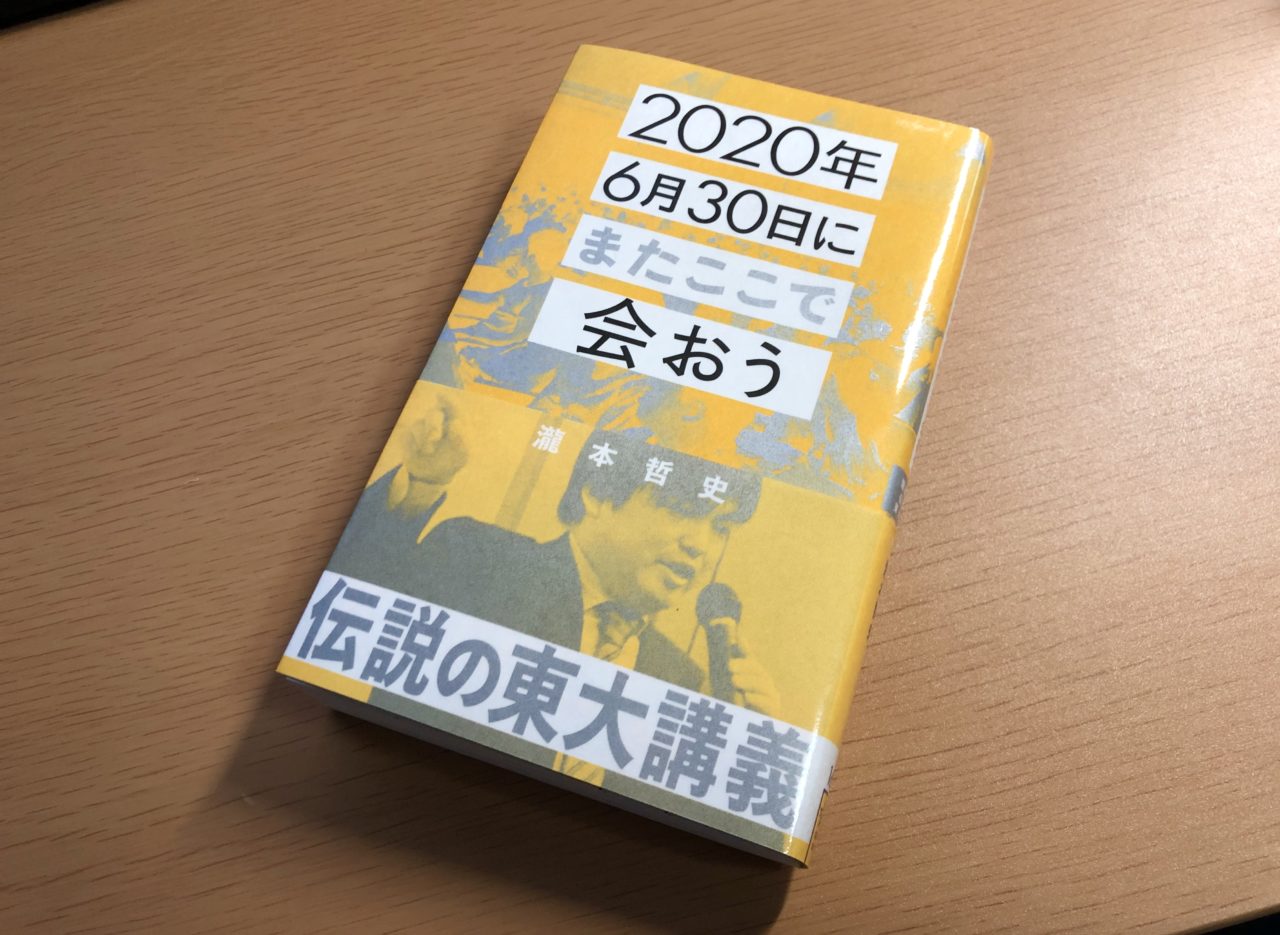 2020年
6月30日に
またここで
会おう
瀧本哲史
伝説の東大講義